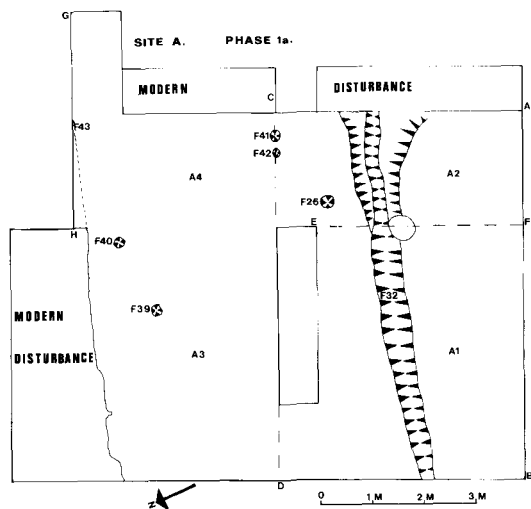 G
SITE A. PHASE 1a.
MODERN
C
DISTURBANCE
A
F43
F41
F42
A4
A2
F26
E
F
H
F40
F39
F32
MODERN
DISTURBANCE
A3
A1
D
B
N
0 1 M 2 M 3 M